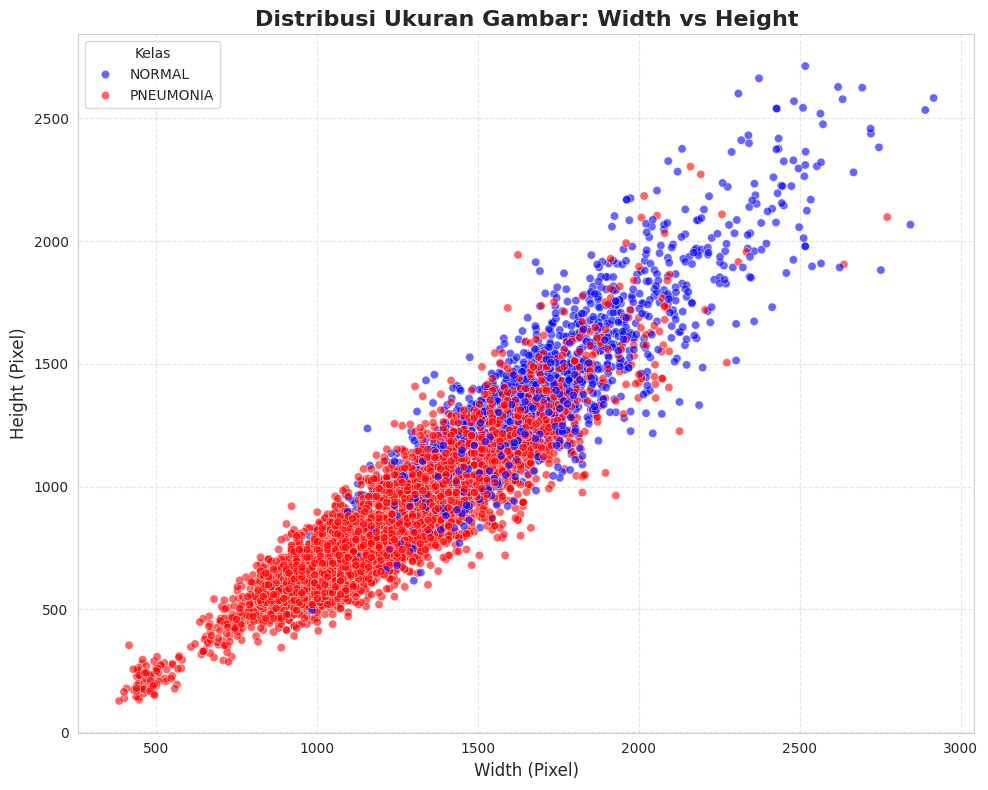 Distribusi Ukuran Gambar: Width vs Height
Kelas
NORMAL
PNEUMONIA
Height (Pixel)
2500
2000
1500
1000
500
0
500
1000
1500
2000
2500
3000
Width (Pixel)